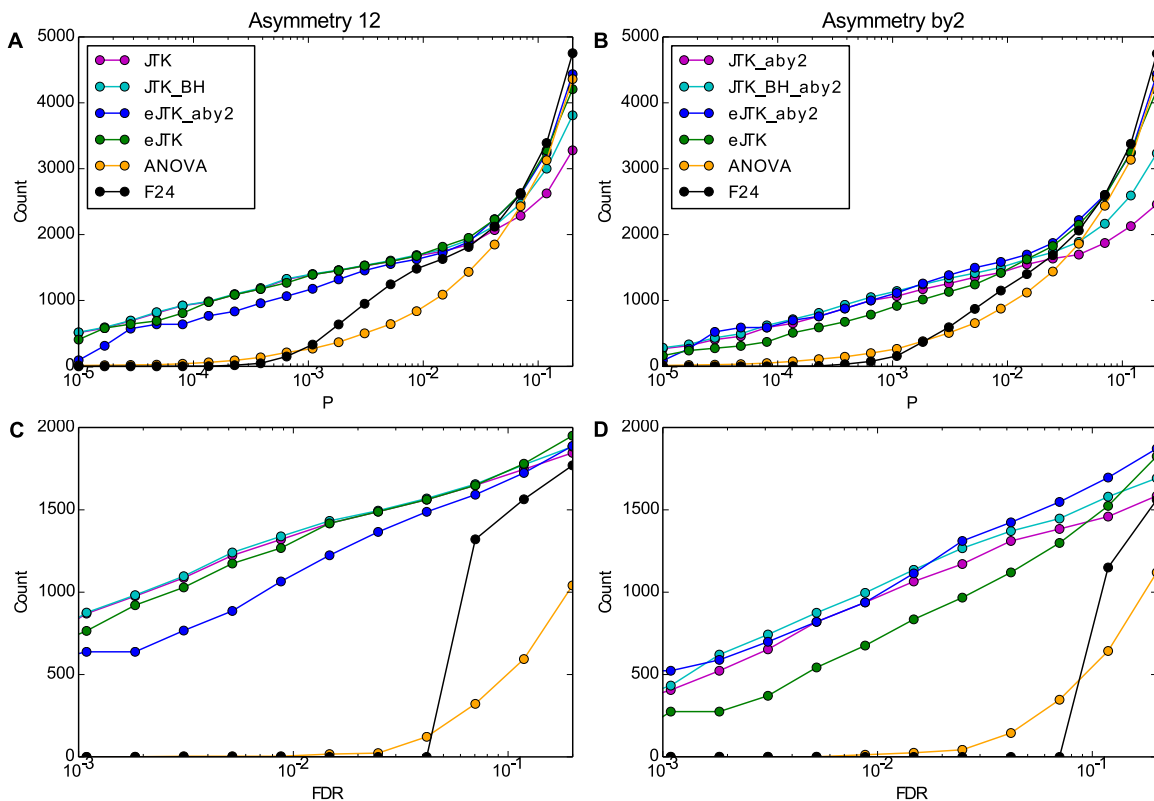 Asymmetry 12
A
5000
4000
3000
2000
1000
0
Count
JTK
JTK_BH
eJTK_aby2
eJTK
ANOVA
F24
10-5
10-4
10-3
10-2
10-1
P
Asymmetry by2
B
5000
4000
3000
2000
1000
0
Count
JTK_aby2
JTK_BH_aby2
eJTK_aby2
eJTK
ANOVA
F24
10-5
10-4
10-3
10-2
10-1
P
C
2000
1500
1000
500
0
Count
10-3
10-2
10-1
FDR
D
2000
1500
1000
500
0
Count
10-3
10-2
10-1
FDR